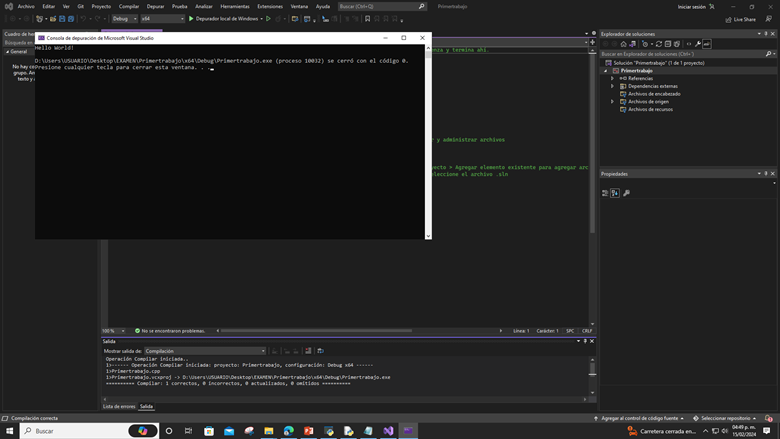 Archivo Editar Ver Git Proyecto Compilar Depurar Prueba Analizar Herramientas Extensiones Ventana Ayuda Buscar (Ctrl+Q) Primertrabajo Iniciar sesión
Debug x64 Depurador local de Windows Live Share
Cuadro de he
Buscar en
General
No hay co
grupo. Arr
texto y a
Consola de depuración de Microsoft Visual Studio
Hello World!
D:\Users\USUARIO\Desktop\EXAMEN\Primertrabajo\x64\Debug\Primertrabajo.exe (proceso 10032) se cerró con el código 0.
Presione cualquier tecla para cerrar esta ventana. . .
enza y termina ahí.
y administrar archivos
yecto > Agregar elemento existente para agregar arc
eleccione el archivo .sln
Explorador de soluciones
Buscar en Explorador de soluciones (Ctrl+´)
Solución "Primertrabajo" (1 de 1 proyecto)
Primertrabajo
Referencias
Dependencias externas
Archivos de encabezado
Archivos de origen
Archivos de recursos
Propiedades
100 % No se encontraron problemas. Línea: 1 Carácter: 1 SPC CRLF
Salida
Mostrar salida de: Compilación
Operación Compilar iniciada..
1>------ Operación Compilar iniciada: proyecto: Primertrabajo, configuración: Debug x64 ------
1>Primertrabajo.cpp
1>Primertrabajo.vcxproj -> D:\Users\USUARIO\Desktop\EXAMEN\Primertrabajo\x64\Debug\Primertrabajo.exe
========== Compilar: 1 correctos, 0 incorrectos, 0 actualizados, 0 omitidos ==========
Lista de errores Salida
Compilación correcta Agregar al control de código fuente Seleccionar repositorio
Buscar Carretera cerrada en... 04:49 p. m.
15/02/2024